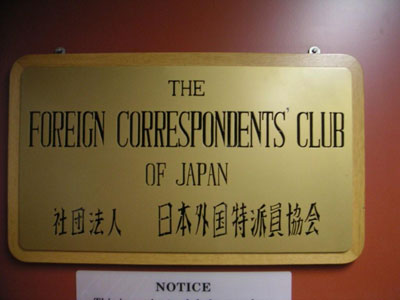 THE
FOREIGN CORRESPONDENTS' CLUB
OF JAPAN
社団法人 日本外国特派員協会
NOTICE